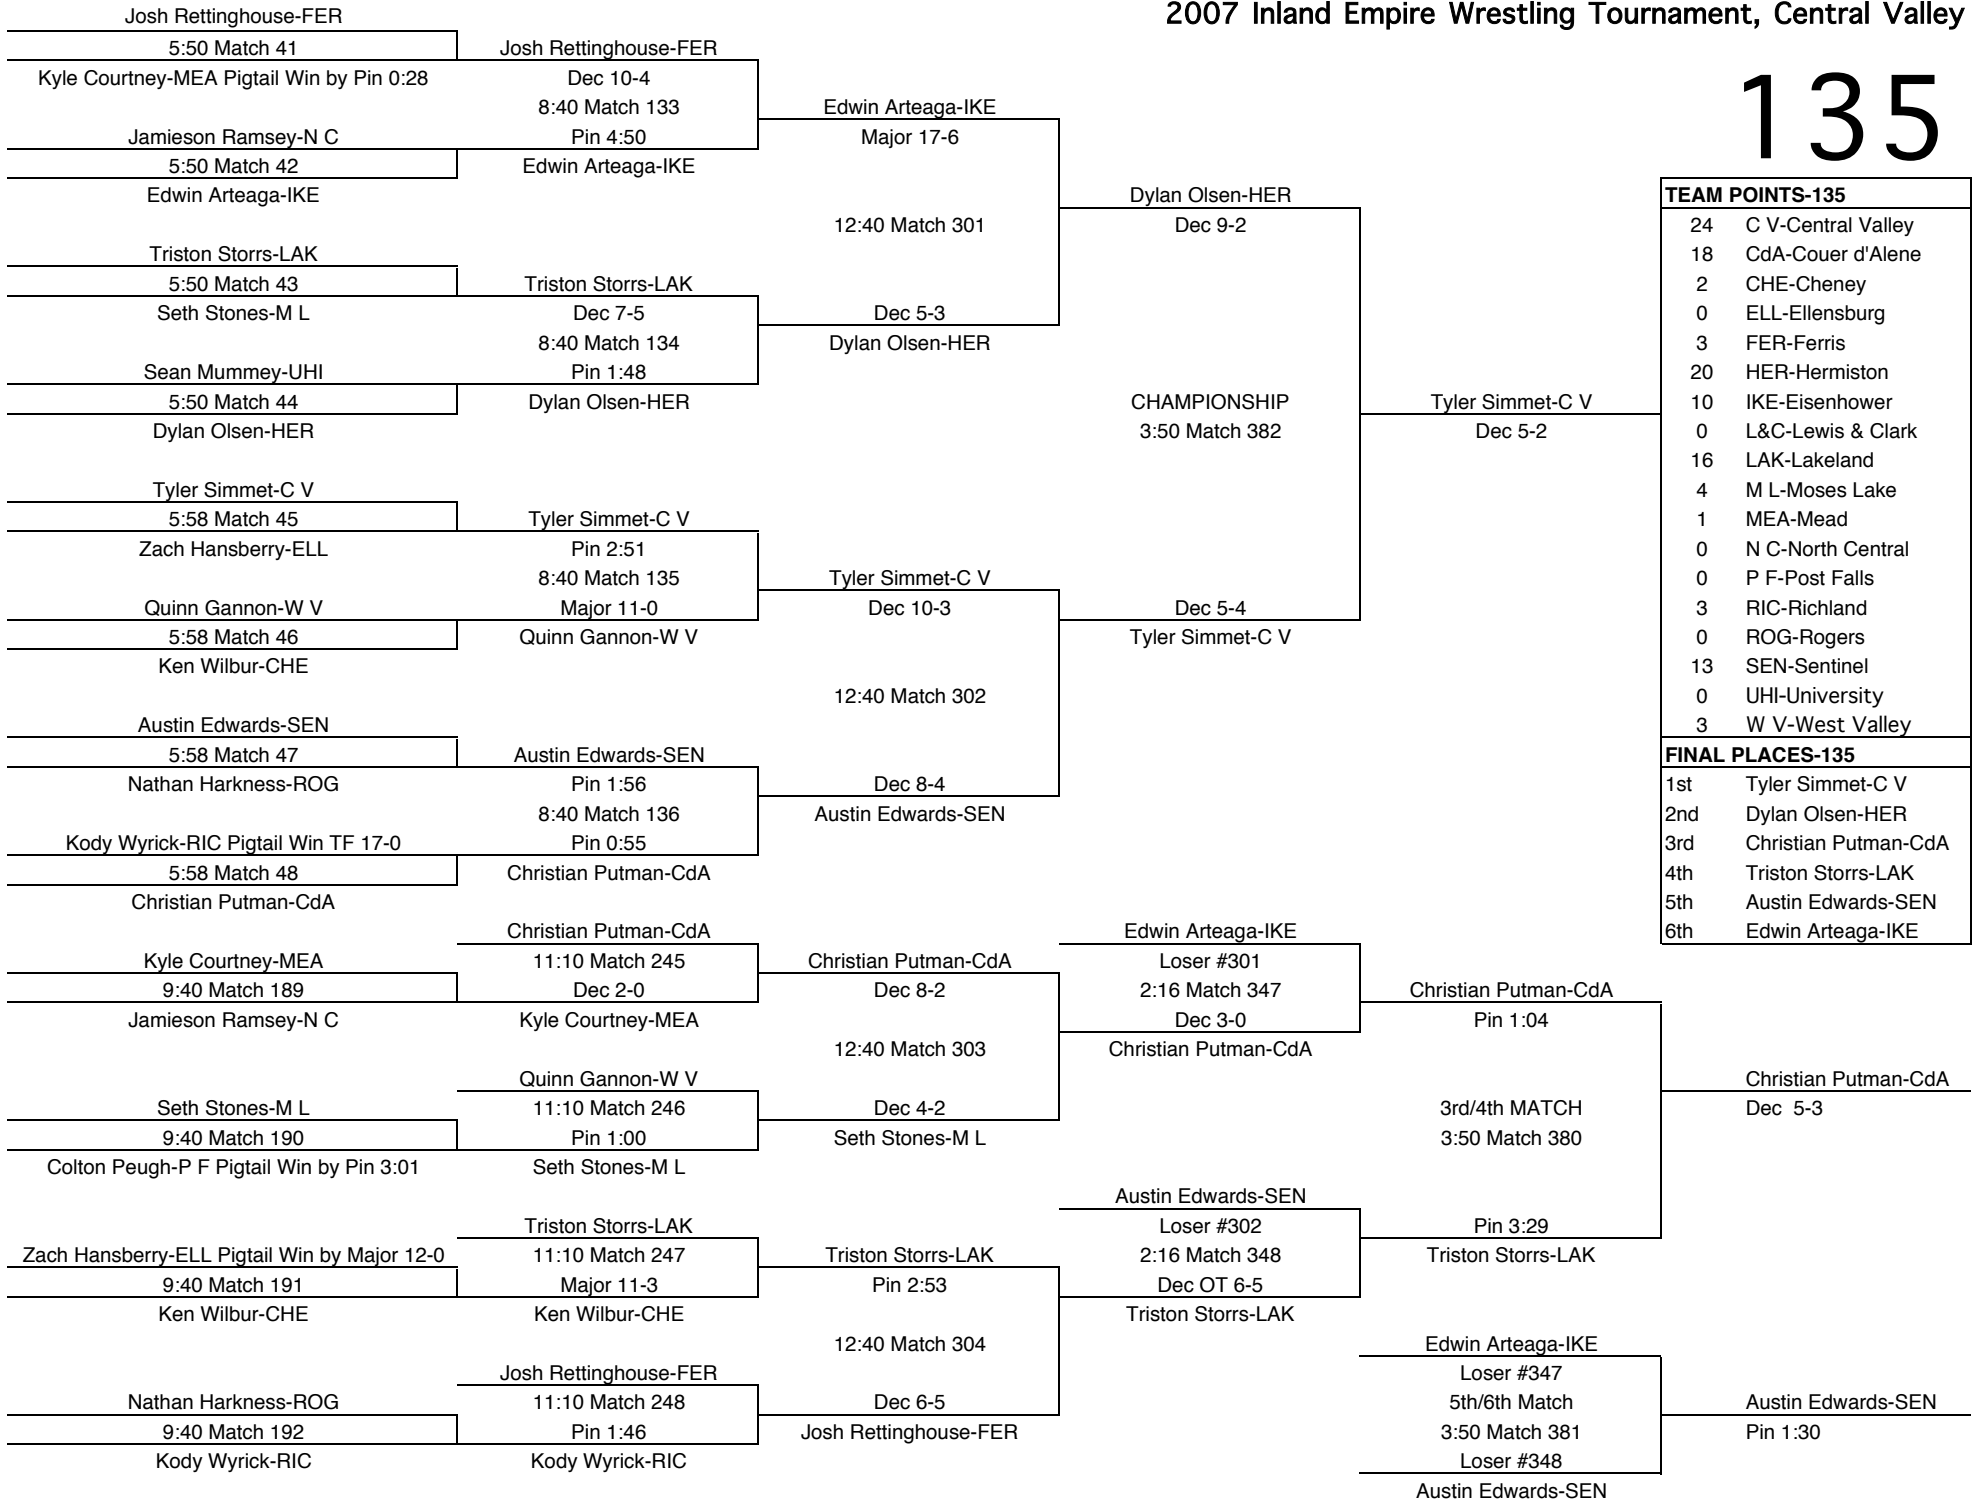 2007 Inland Empire Wrestling Tournament, Central Valley
135
Josh Rettinghouse-FER
5:50 Match 41
Kyle Courtney-MEA Pigtail Win by Pin 0:28
Jamieson Ramsey-N C
5:50 Match 42
Edwin Arteaga-IKE
Triston Storrs-LAK
5:50 Match 43
Seth Stones-M L
Sean Mummey-UHI
5:50 Match 44
Dylan Olsen-HER
Tyler Simmet-C V
5:58 Match 45
Zach Hansberry-ELL
Quinn Gannon-W V
5:58 Match 46
Ken Wilbur-CHE
Austin Edwards-SEN
5:58 Match 47
Nathan Harkness-ROG
Kody Wyrick-RIC Pigtail Win TF 17-0
5:58 Match 48
Christian Putman-CdA
Josh Rettinghouse-FER
Dec 10-4
8:40 Match 133
Pin 4:50
Edwin Arteaga-IKE
Triston Storrs-LAK
Dec 7-5
8:40 Match 134
Pin 1:48
Dylan Olsen-HER
Tyler Simmet-C V
Pin 2:51
8:40 Match 135
Major 11-0
Quinn Gannon-W V
Austin Edwards-SEN
Pin 1:56
8:40 Match 136
Pin 0:55
Christian Putman-CdA
Edwin Arteaga-IKE
Major 17-6
12:40 Match 301
Dec 5-3
Dylan Olsen-HER
Tyler Simmet-C V
Dec 10-3
12:40 Match 302
Dec 8-4
Austin Edwards-SEN
Dylan Olsen-HER
Dec 9-2
CHAMPIONSHIP
3:50 Match 382
Dec 5-4
Tyler Simmet-C V
Tyler Simmet-C V
Dec 5-2
TEAM POINTS-135
24 C V-Central Valley
18 CdA-Couer d'Alene
2 CHE-Cheney
0 ELL-Ellensburg
3 FER-Ferris
20 HER-Hermiston
10 IKE-Eisenhower
0 L&C-Lewis & Clark
16 LAK-Lakeland
4 M L-Moses Lake
1 MEA-Mead
0 N C-North Central
0 P F-Post Falls
3 RIC-Richland
0 ROG-Rogers
13 SEN-Sentinel
0 UHI-University
3 W V-West Valley
FINAL PLACES-135
1st Tyler Simmet-C V
2nd Dylan Olsen-HER
3rd Christian Putman-CdA
4th Triston Storrs-LAK
5th Austin Edwards-SEN
6th Edwin Arteaga-IKE
Kyle Courtney-MEA
9:40 Match 189
Jamieson Ramsey-N C
Seth Stones-M L
9:40 Match 190
Colton Peugh-P F Pigtail Win by Pin 3:01
Zach Hansberry-ELL Pigtail Win by Major 12-0
9:40 Match 191
Ken Wilbur-CHE
Nathan Harkness-ROG
9:40 Match 192
Kody Wyrick-RIC
Christian Putman-CdA
11:10 Match 245
Dec 2-0
Kyle Courtney-MEA
Quinn Gannon-W V
11:10 Match 246
Pin 1:00
Seth Stones-M L
Triston Storrs-LAK
11:10 Match 247
Major 11-3
Ken Wilbur-CHE
Josh Rettinghouse-FER
11:10 Match 248
Pin 1:46
Kody Wyrick-RIC
Christian Putman-CdA
Dec 8-2
12:40 Match 303
Dec 4-2
Seth Stones-M L
Triston Storrs-LAK
Pin 2:53
12:40 Match 304
Dec 6-5
Josh Rettinghouse-FER
Edwin Arteaga-IKE
Loser #301
2:16 Match 347
Dec 3-0
Christian Putman-CdA
Austin Edwards-SEN
Loser #302
2:16 Match 348
Dec OT 6-5
Triston Storrs-LAK
Christian Putman-CdA
Pin 1:04
3rd/4th MATCH
3:50 Match 380
Pin 3:29
Triston Storrs-LAK
Christian Putman-CdA
Dec 5-3
Edwin Arteaga-IKE
Loser #347
5th/6th Match
3:50 Match 381
Loser #348
Austin Edwards-SEN
Austin Edwards-SEN
Pin 1:30